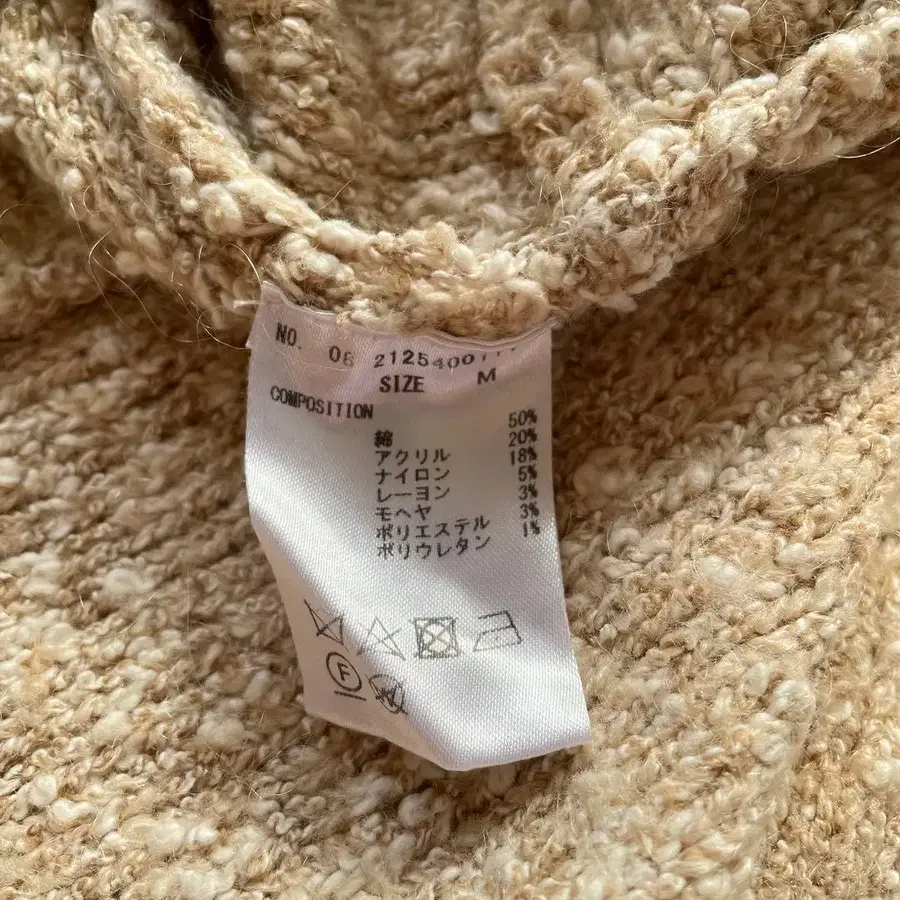 NO. 06 2125400
SIZE M
COMPOSITION
綿 50%
アクリル 20%
ナイロン 18%
レーヨン 5%
モヘヤ 3%
ポリエステル 3%
ポリウレタン 1%
F